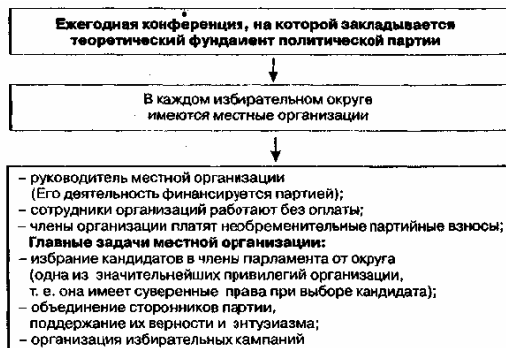 Ежегодная конференция, на которой закладывается
теоретический фундамент политической партии
В каждом избирательном округе
имеются местные организации
– руководитель местной организации
(Его деятельность финансируется партией);
– сотрудники организаций работают без оплаты;
– члены организации платят необременительные партийные взносы;
Главные задачи местной организации:
– избрание кандидатов в члены парламента от округа
(одна из значительнейших привилегий организации,
т. е. она имеет суверенные права при выборе кандидата);
– объединение сторонников партии,
поддержание их верности и энтузиазма;
– организация избирательных кампаний